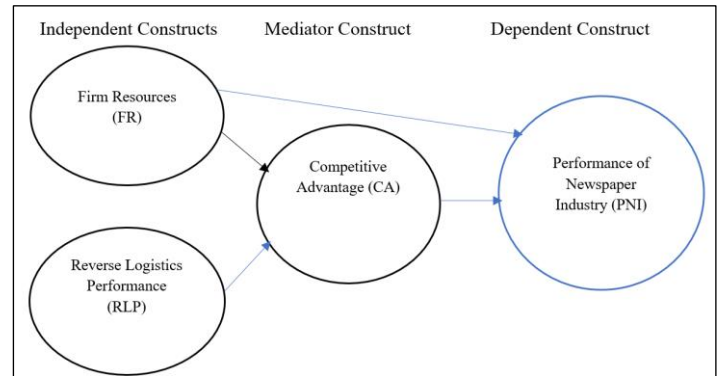 Independent Constructs
Mediator Construct
Dependent Construct
Firm Resources
(FR)
Competitive
Advantage (CA)
Performance of
Newspaper
Industry (PNI)
Reverse Logistics
Performance
(RLP)